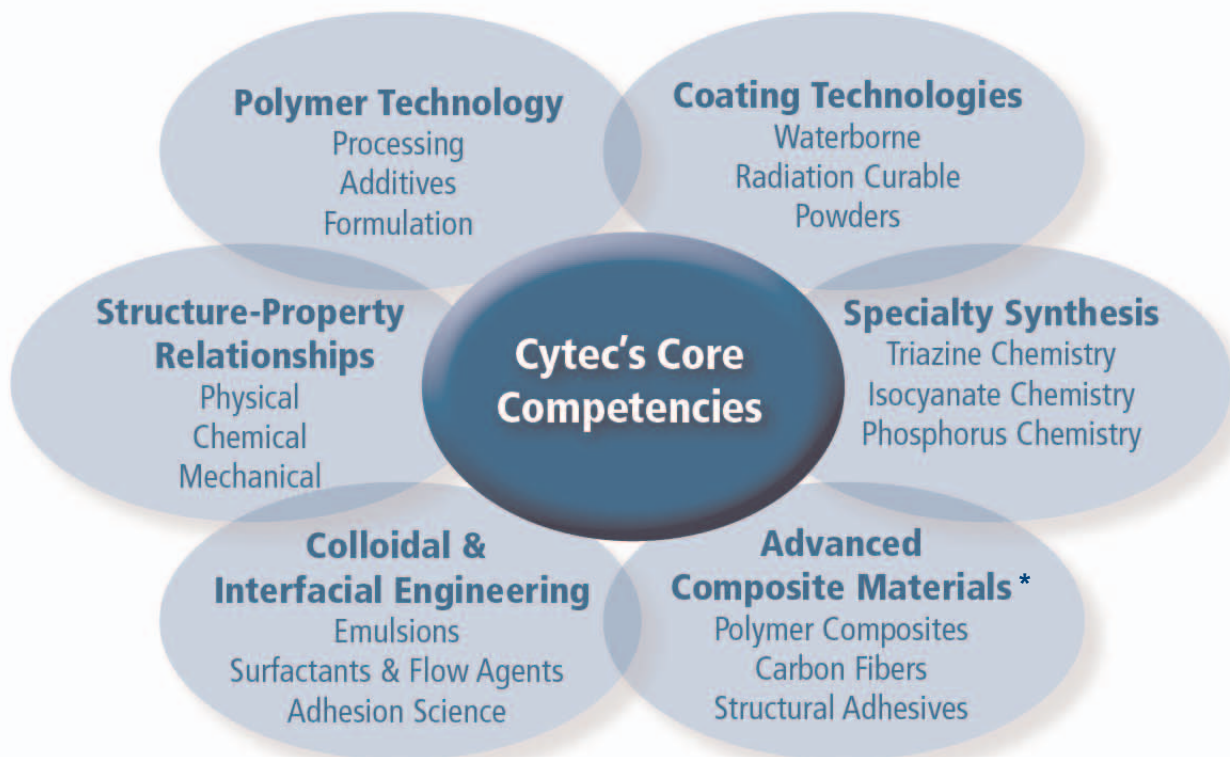 Polymer Technology
Processing
Additives
Formulation
Coating Technologies
Waterborne
Radiation Curable
Powders
Structure-Property
Relationships
Physical
Chemical
Mechanical
Cytec’s Core
Competencies
Specialty Synthesis
Triazine Chemistry
Isocyanate Chemistry
Phosphorus Chemistry
Colloidal &
Interfacial Engineering
Emulsions
Surfactants & Flow Agents
Adhesion Science
Advanced
Composite Materials *
Polymer Composites
Carbon Fibers
Structural Adhesives